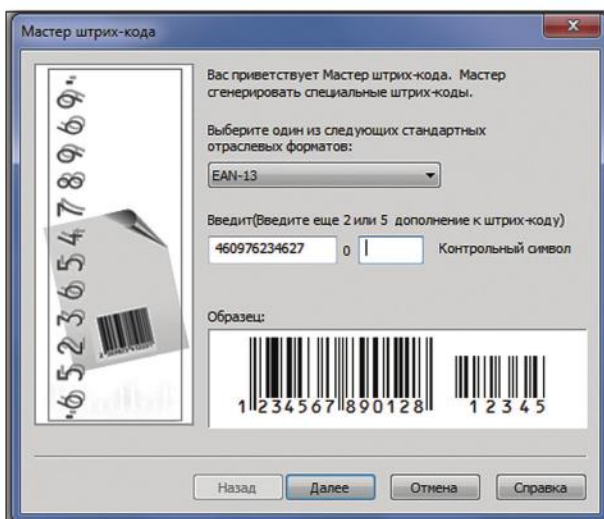 Мастер штрих-кода
Вас приветствует Мастер штрих-кода. Мастер
сгенерировать специальные штрих-коды.
Выберите один из следующих стандартных
отраслевых форматов:
EAN-13
Введит(Введите еще 2 или 5 дополнение к штрих-коду)
460976234627 0 Контрольный символ
Образец:
1 234567 890128 12345
Назад Далее Отмена Справка